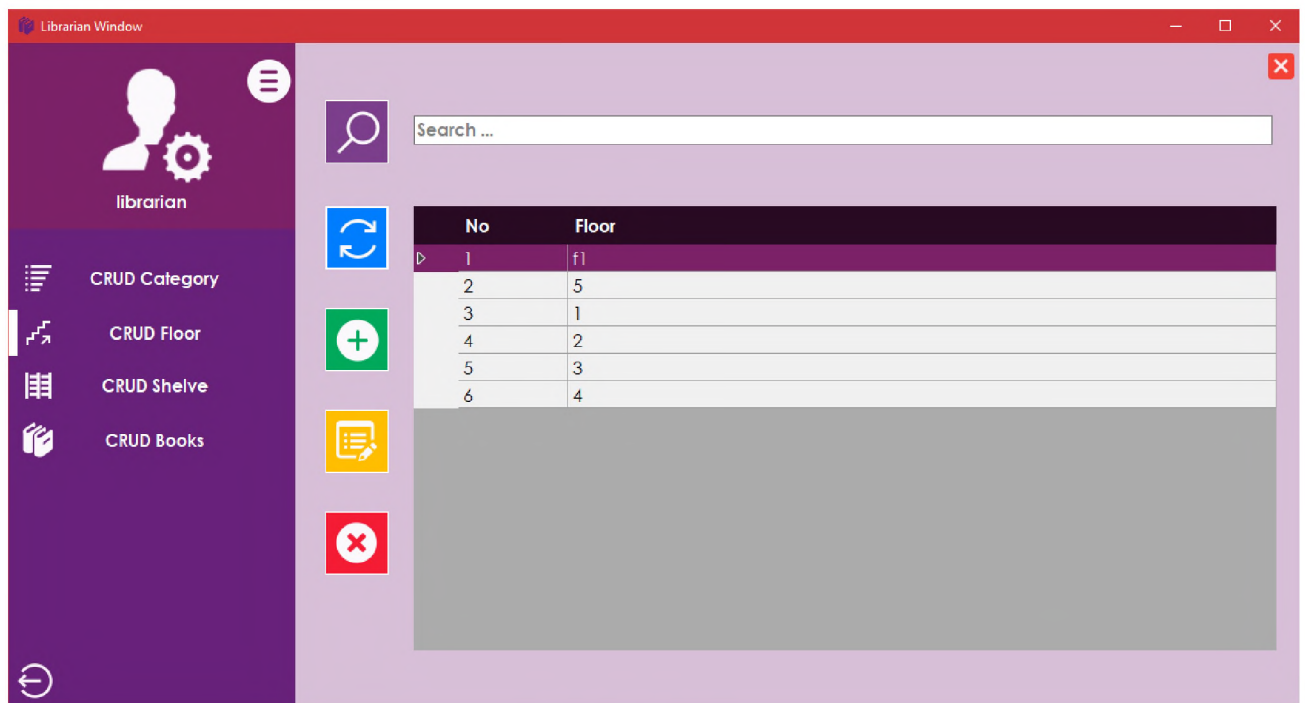 Librarian Window
librarian
CRUD Category
CRUD Floor
CRUD Shelve
CRUD Books
Search ...
No Floor
1 f1
2 5
3 1
4 2
5 3
6 4